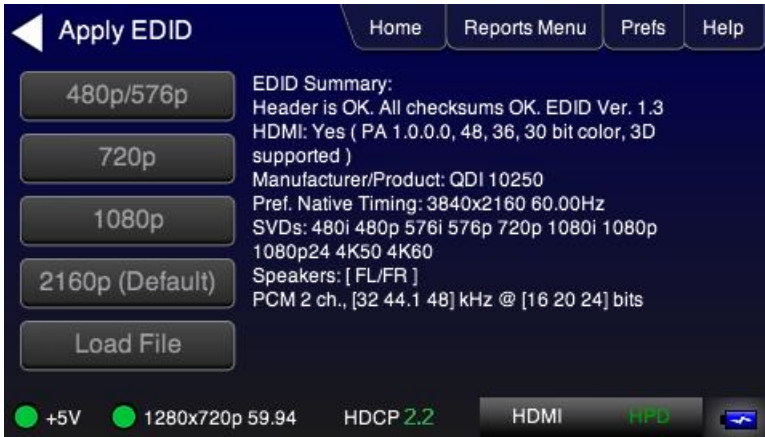 Apply EDID
Home
Reports Menu
Prefs
Help
480p/576p
720p
1080p
2160p (Default)
Load File
EDID Summary:
Header is OK. All checksums OK. EDID Ver. 1.3
HDMI: Yes ( PA 1.0.0.0, 48, 36, 30 bit color, 3D
supported )
Manufacturer/Product: QDI 10250
Pref. Native Timing: 3840x2160 60.00Hz
SVDs: 480i 480p 576i 576p 720p 1080i 1080p
1080p24 4K50 4K60
Speakers: [ FL/FR ]
PCM 2 ch., [32 44.1 48] kHz @ [16 20 24] bits
+5V
1280x720p 59.94
HDCP 2.2
HDMI
HPD